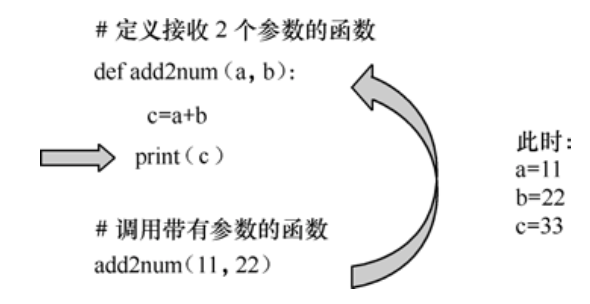 # 定义接收 2 个参数的函数
def add2num(a, b):
c=a+b
print(c)
# 调用带有参数的函数
add2num(11, 22)
此时:
a=11
b=22
c=33